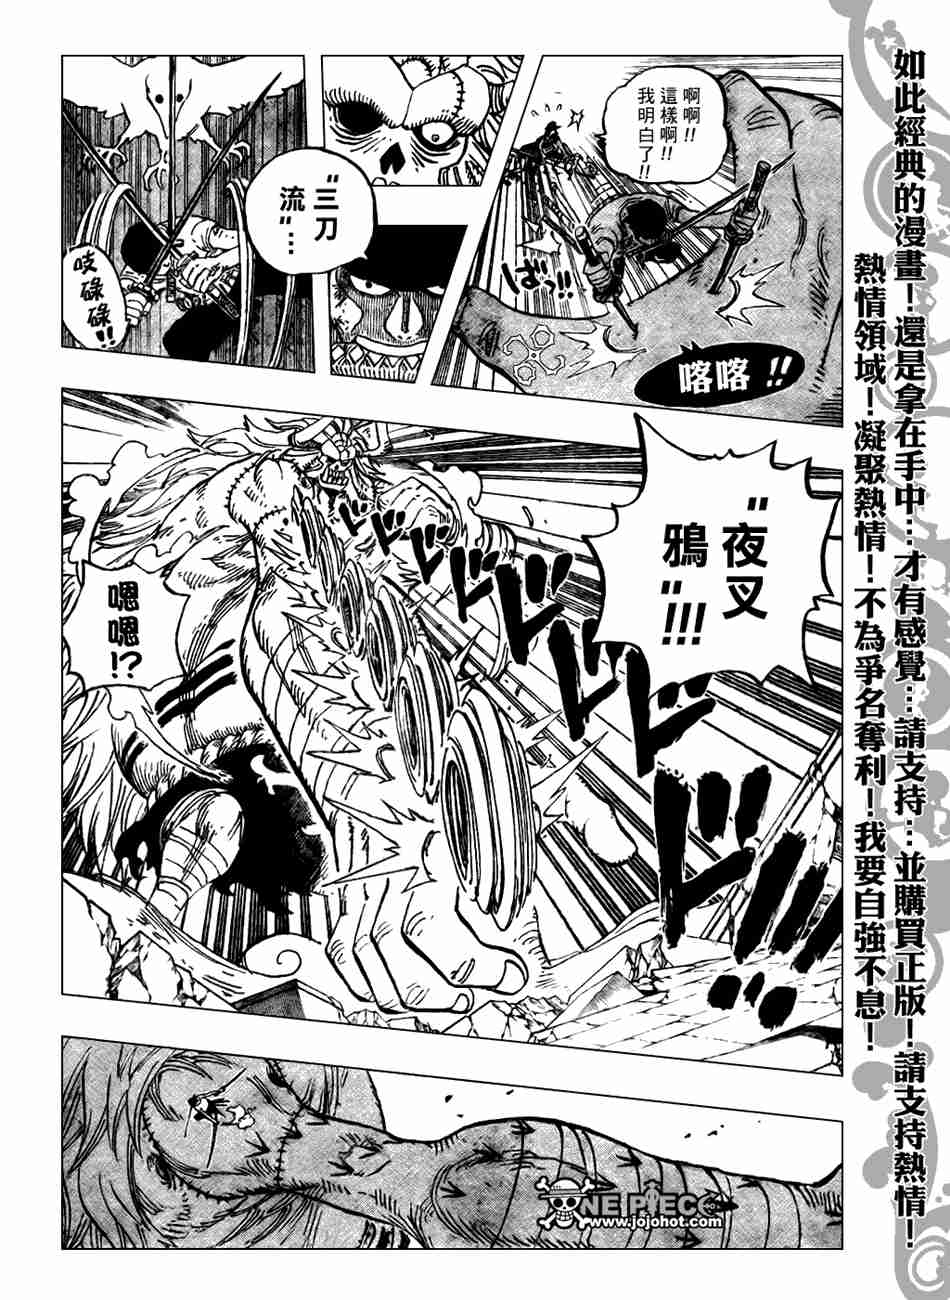 啊啊!!
這樣啊!!
我明白了!!
ばっ!!
喀喀!!
“三刀
流”…
吱碌碌!!
“夜叉
鴉”!!!
ドドドドドドド
嗯嗯!?
ONE PIECE
www.jojohot.com
如此經典的漫畫！還是拿在手中…才有感覺…請支持…並購買正版！請支持熱情！
熱情領域！凝聚熱情！不為爭名奪利！我要自強不息！